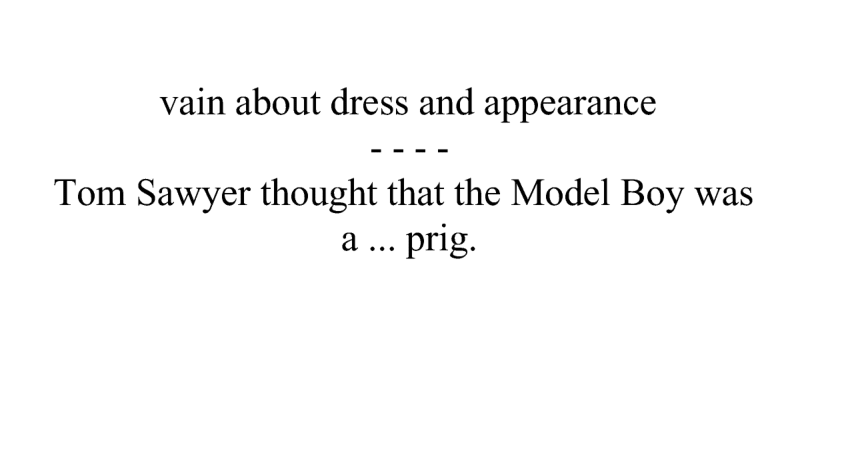 vain about dress and appearance
- - - -
Tom Sawyer thought that the Model Boy was
a ... prig.